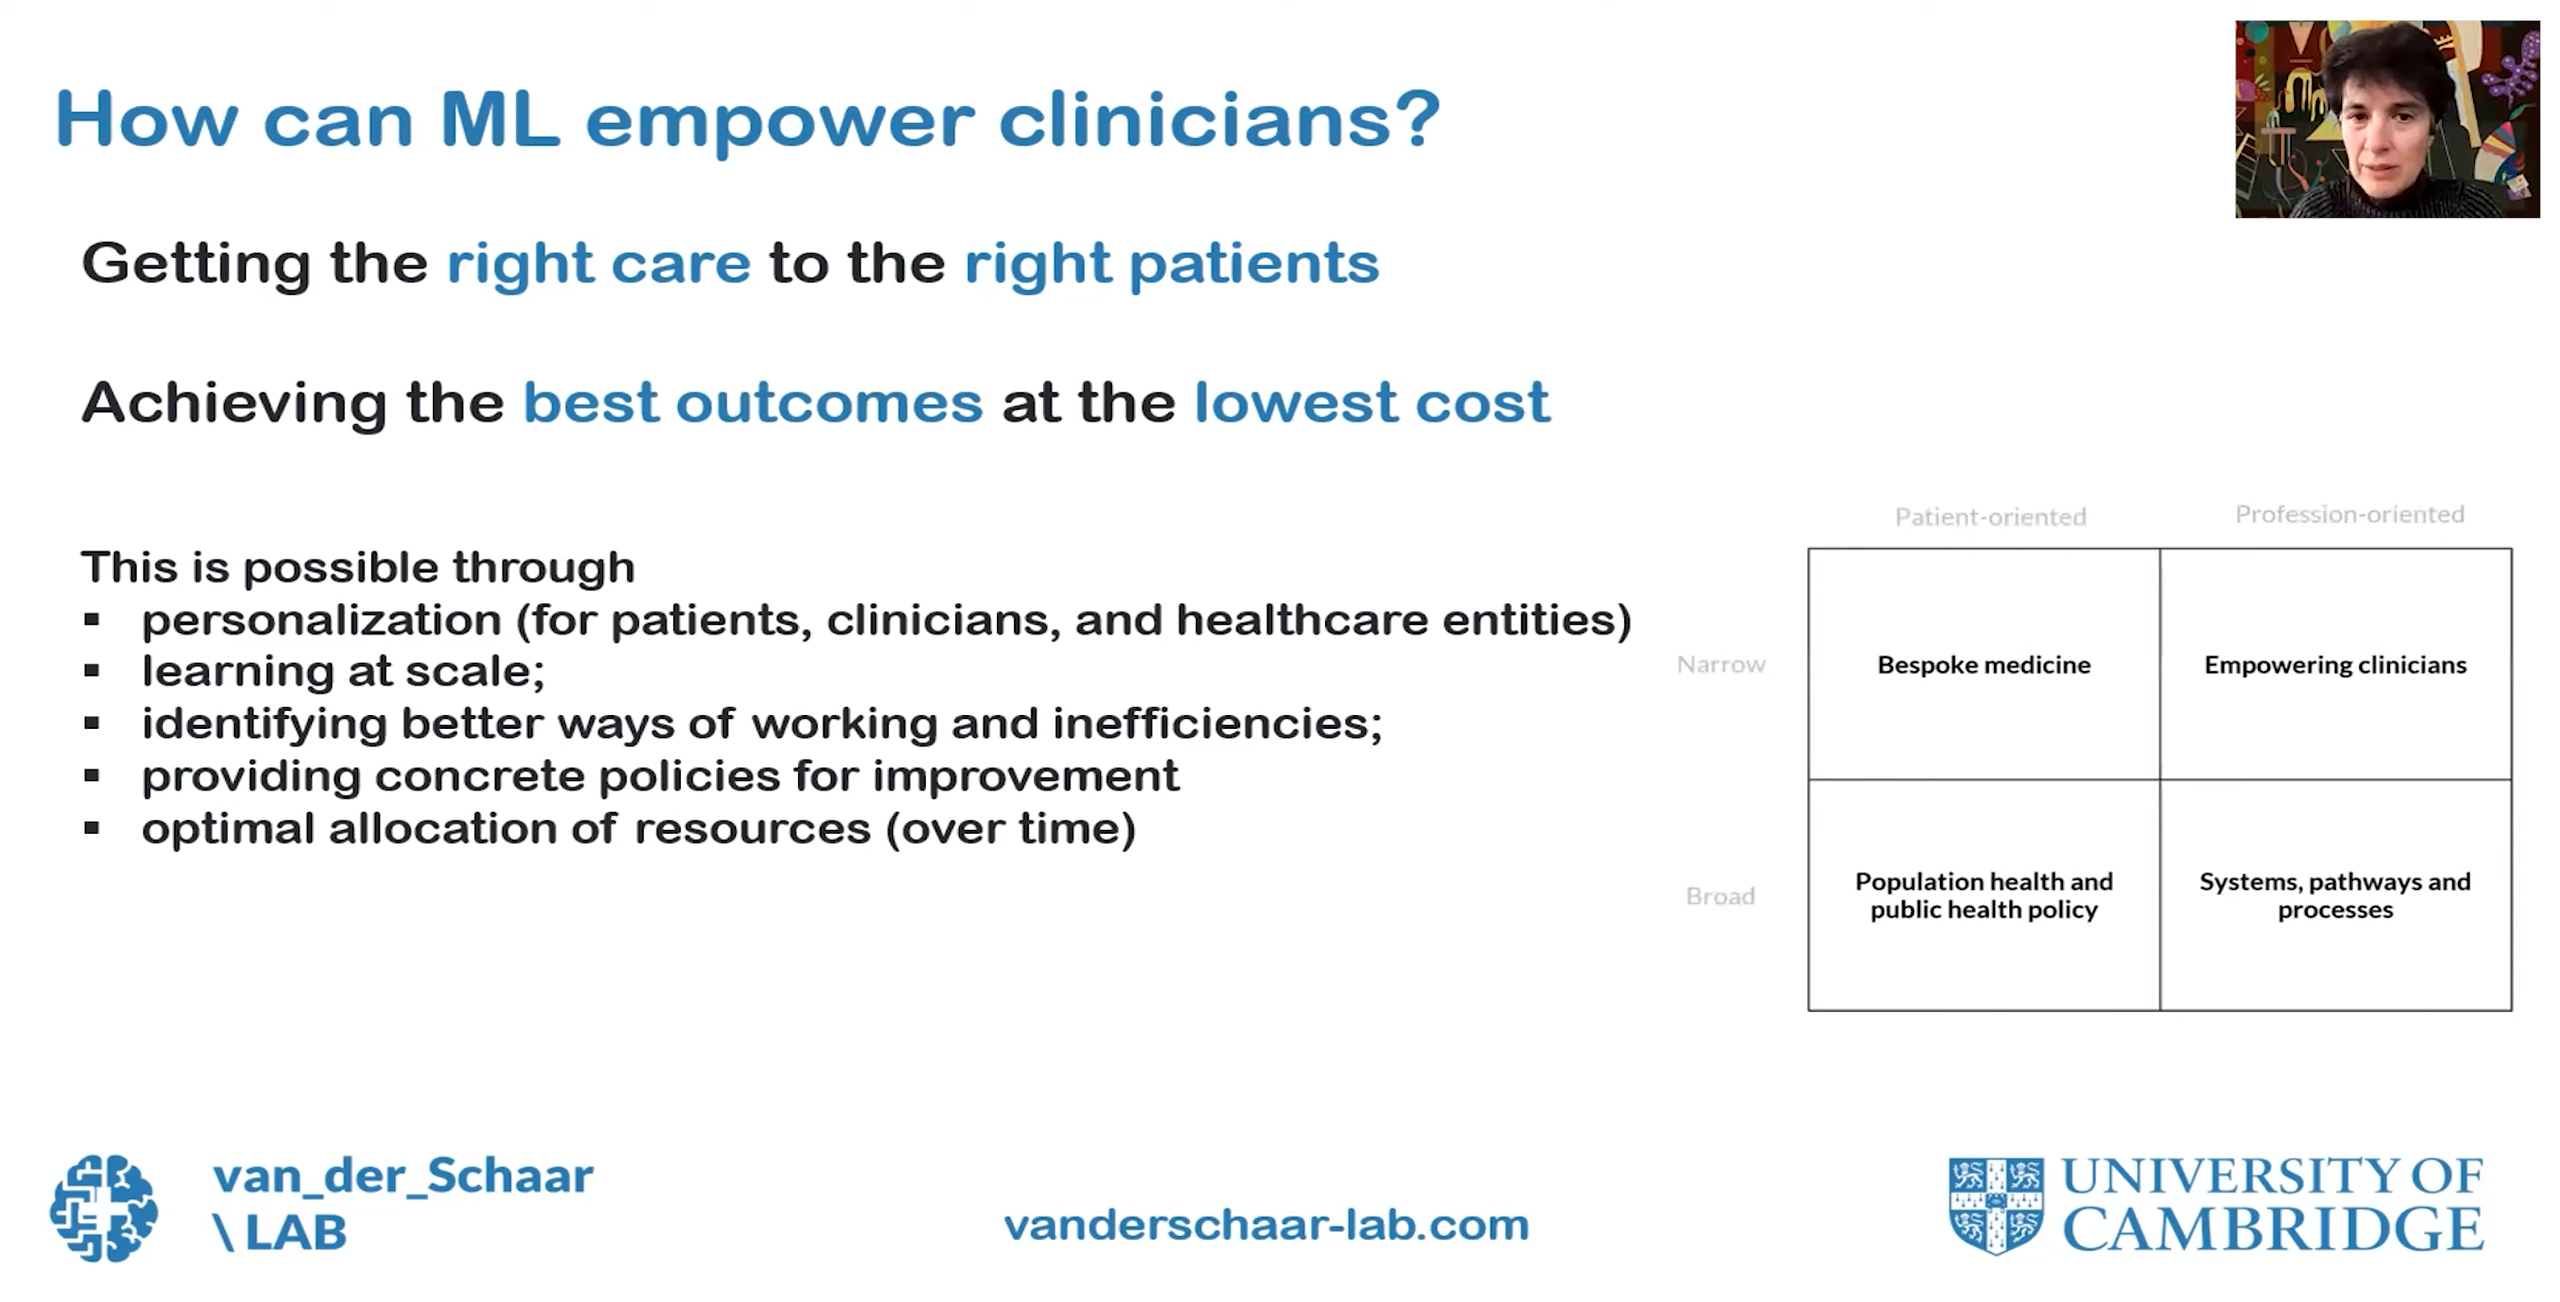 How can ML empower clinicians?
Getting the right care to the right patients
Achieving the best outcomes at the lowest cost
This is possible through
▪ personalization (for patients, clinicians, and healthcare entities)
▪ learning at scale;
▪ identifying better ways of working and inefficiencies;
▪ providing concrete policies for improvement
▪ optimal allocation of resources (over time)
Patient-oriented Profession-oriented
Narrow Bespoke medicine Empowering clinicians
Broad Population health and Systems, pathways and
public health policy processes
van_der_Schaar
\ LAB
vanderschaar-lab.com
UNIVERSITY OF
CAMBRIDGE